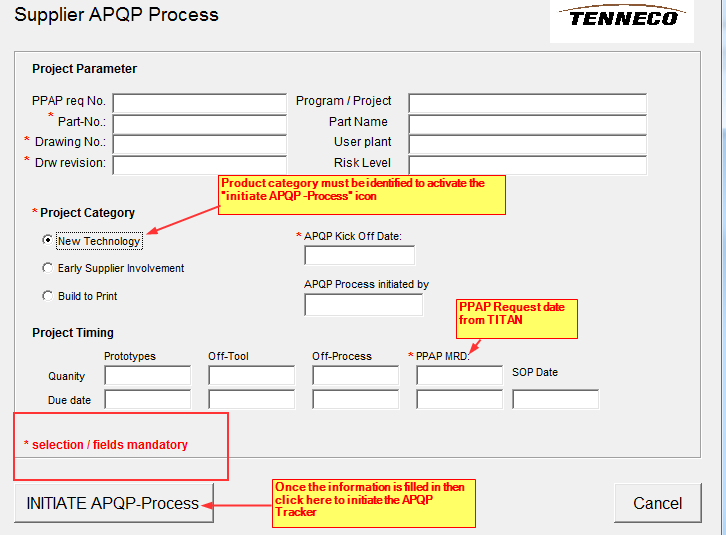 Supplier APQP Process
TENNECO
Project Parameter
PPAP req No.
Program / Project
* Part-No.:
Part Name
* Drawing No.:
User plant
* Drw revision:
Risk Level
Product category must be identified to activate the
"initiate APQP -Process" icon
* Project Category
New Technology
* APQP Kick Off Date:
Early Supplier Involvement
APQP Process initiated by
Build to Print
PPAP Request date
from TITAN
Project Timing
Prototypes
Off-Tool
Off-Process
* PPAP MRD:
Quanity
SOP Date
Due date
* selection / fields mandatory
INITIATE APQP-Process
Once the information is filled in then
click here to initiate the APQP
Tracker
Cancel